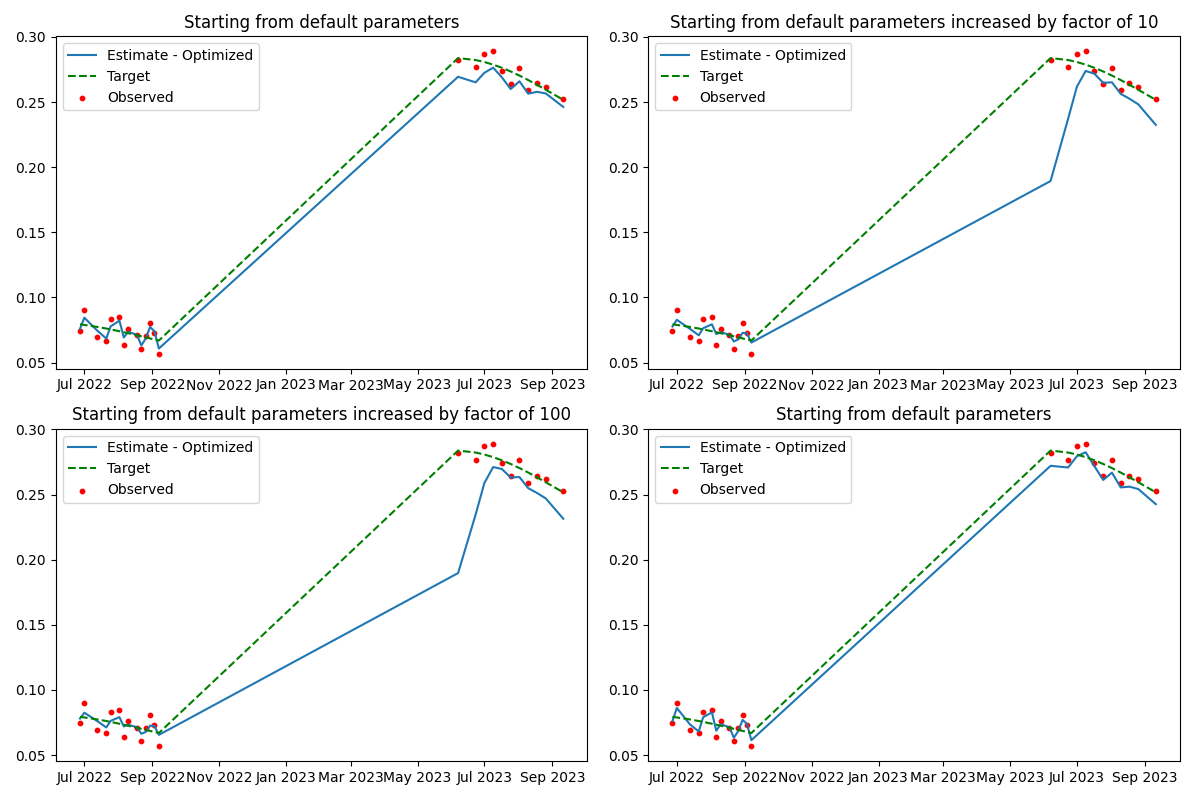 Starting from default parameters
0.30
0.25
0.20
0.15
0.10
0.05
Estimate - Optimized
Target
Observed
Jul 2022 Sep 2022 Nov 2022 Jan 2023 Mar 2023 May 2023 Jul 2023 Sep 2023
Starting from default parameters increased by factor of 10
0.30
0.25
0.20
0.15
0.10
0.05
Estimate - Optimized
Target
Observed
Jul 2022 Sep 2022 Nov 2022 Jan 2023 Mar 2023 May 2023 Jul 2023 Sep 2023
Starting from default parameters increased by factor of 100
0.30
0.25
0.20
0.15
0.10
0.05
Estimate - Optimized
Target
Observed
Jul 2022 Sep 2022 Nov 2022 Jan 2023 Mar 2023 May 2023 Jul 2023 Sep 2023
Starting from default parameters
0.30
0.25
0.20
0.15
0.10
0.05
Estimate - Optimized
Target
Observed
Jul 2022 Sep 2022 Nov 2022 Jan 2023 Mar 2023 May 2023 Jul 2023 Sep 2023